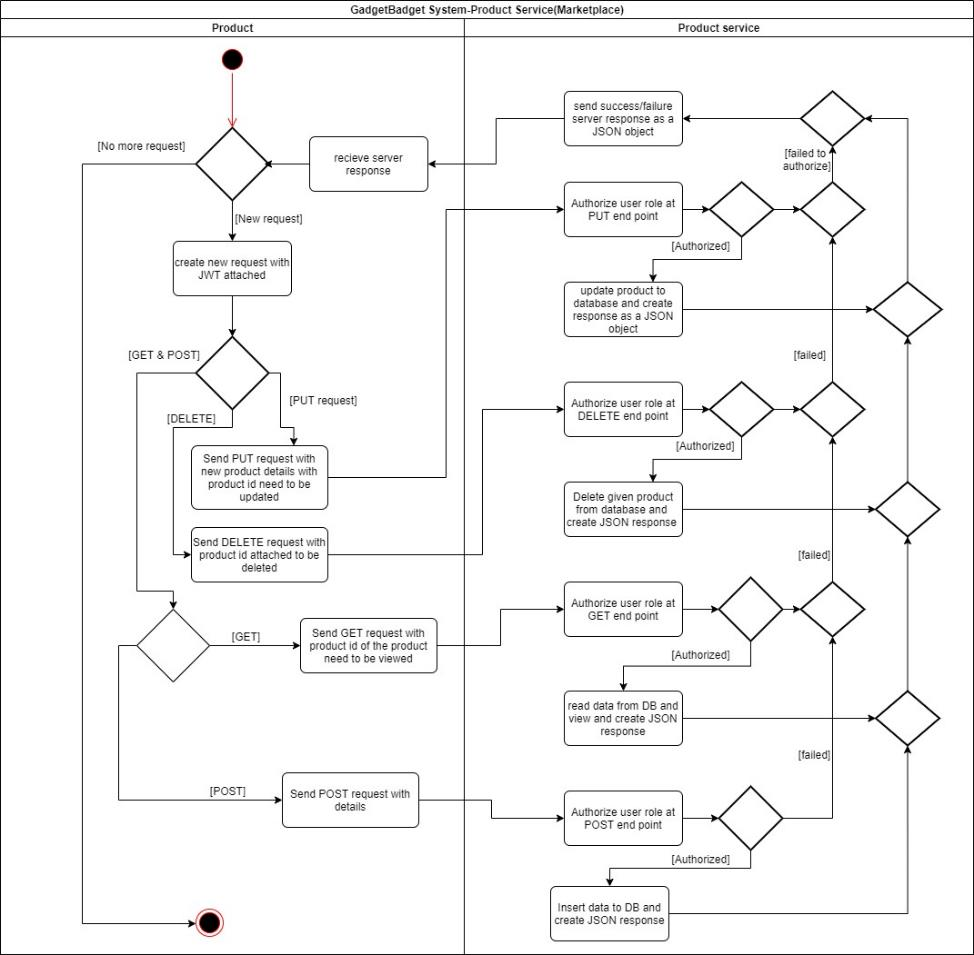 GadgetBadget System-Product Service(Marketplace)
Product
Product service
send success/failure
server response as a
JSON object
[No more request]
recieve server
response
[failed to
authorize]
Authorize user role at
PUT end point
[New request]
[Authorized]
create new request with
JWT attached
update product to
database and create
response as a JSON
object
[GET & POST]
[failed]
[PUT request]
[DELETE]
Authorize user role at
DELETE end point
[Authorized]
Send PUT request with
new product details with
product id need to be
updated
Delete given product
from database and
create JSON response
Send DELETE request with
product id attached to be
deleted
[failed]
Authorize user role at
GET end point
[GET]
Send GET request with
product id of the product
need to be viewed
[Authorized]
read data from DB and
view and create JSON
response
[failed]
[POST]
Send POST request with
details
Authorize user role at
POST end point
[Authorized]
Insert data to DB and
create JSON response